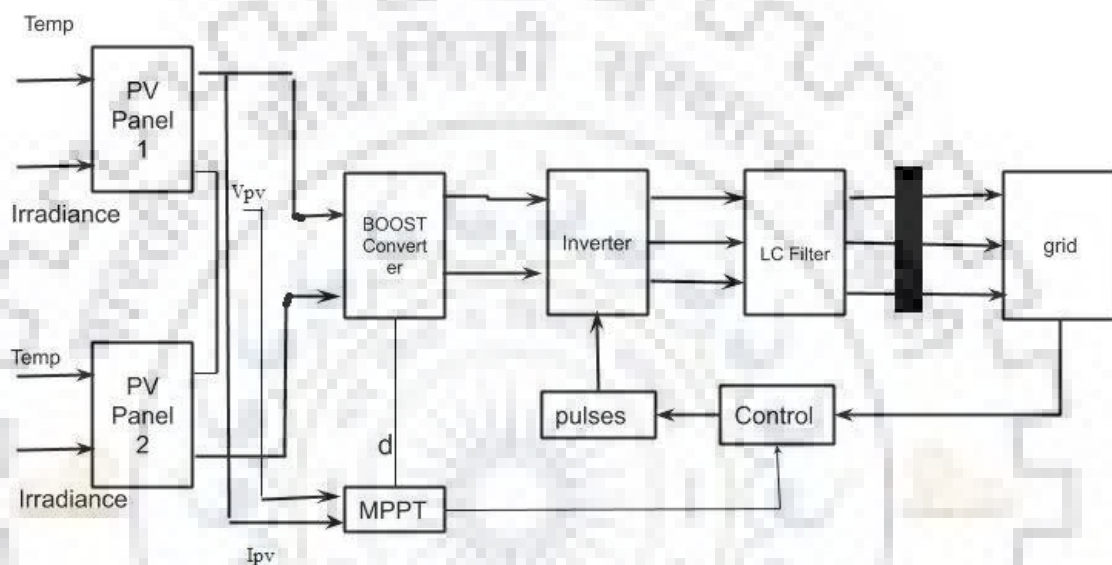 Temp
PV
Panel
1
Irradiance
Vpv
BOOST
Convert
er
Inverter
LC Filter
grid
Temp
PV
Panel
2
Irradiance
d
pulses
Control
MPPT
Ipv